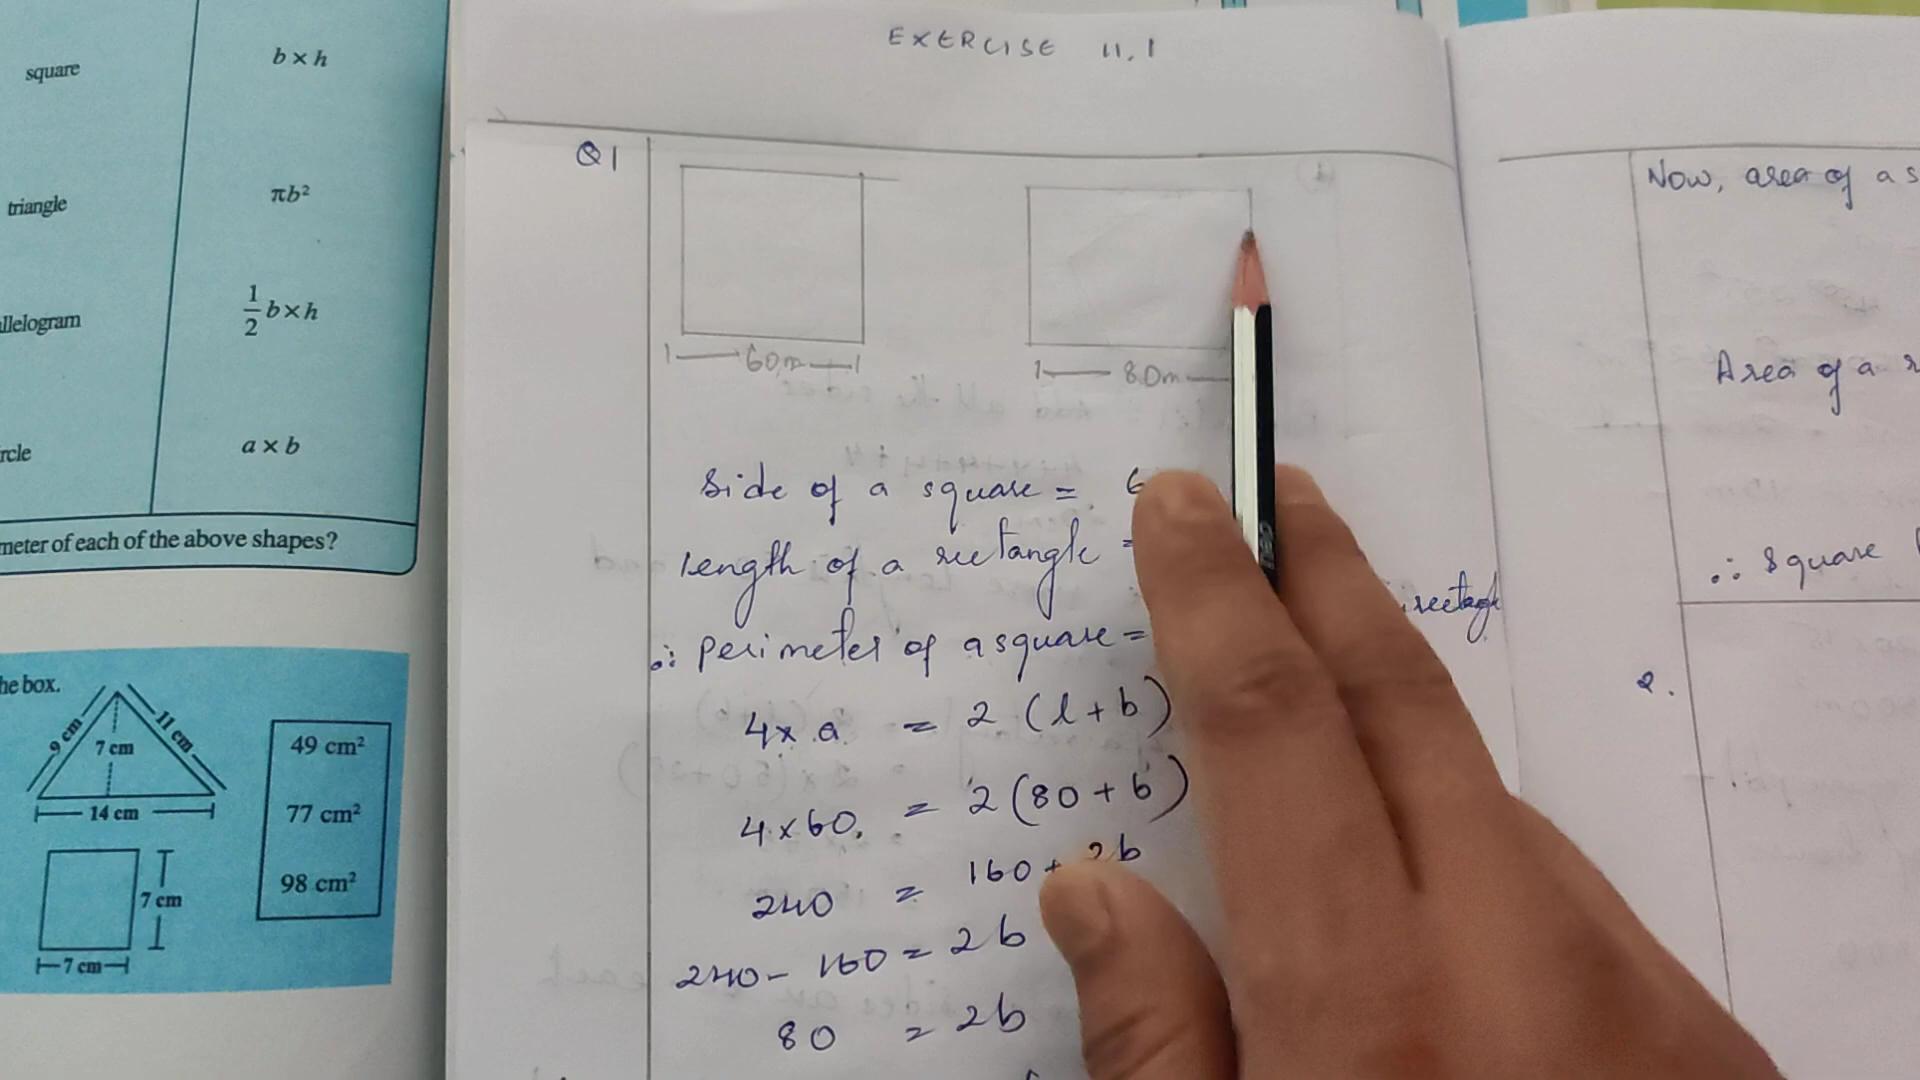 square b × h
triangle πb²
allelogram 1/2 b × h
rcle a × b
meter of each of the above shapes?
he box.
9 cm 11 cm
7 cm
14 cm
49 cm²
77 cm²
98 cm²
7 cm
7 cm
EXERCISE 11.1
Q1
60m
80m
Side of a square = 6
Length of a rectangle =
∴ Perimeter of a square = rectagle
4 × a = 2 (l + b)
4 × 60 = 2 (80 + b)
240 = 160 + 2b
240 - 160 = 2b
80 = 2b
Now, area of a s
Area of a r
∴ Square
2.